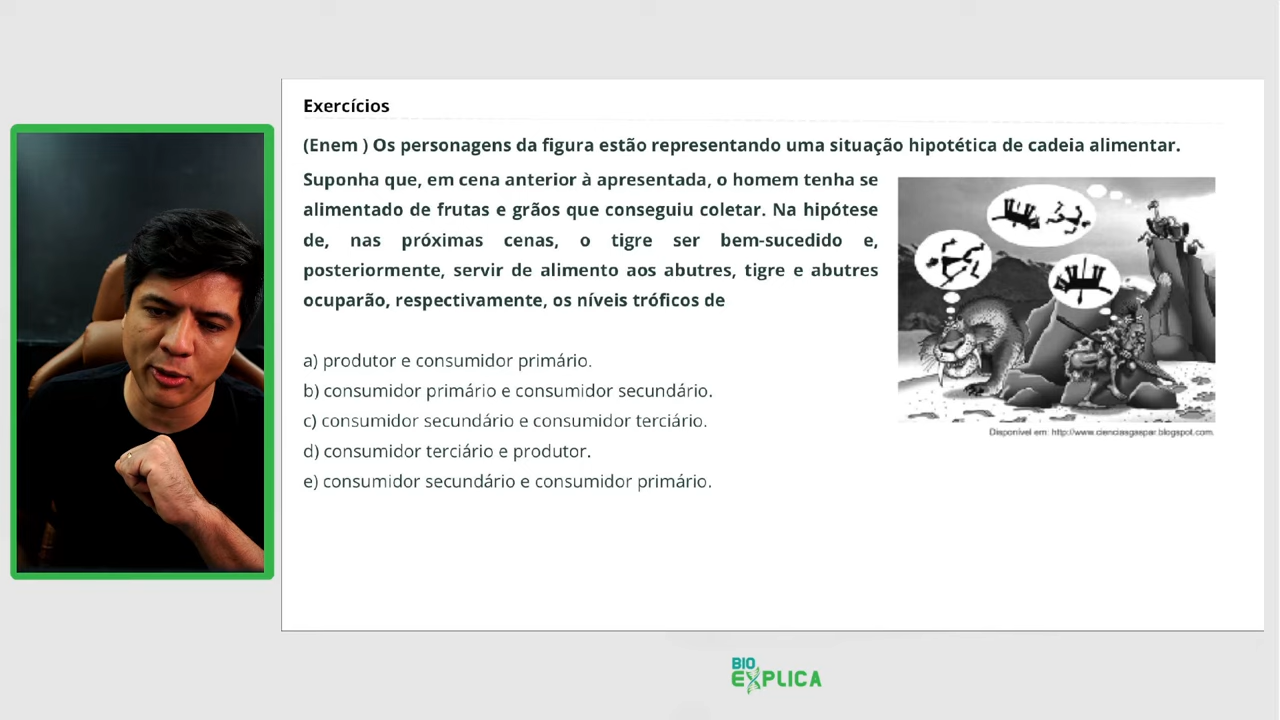 Exercícios
(Enem ) Os personagens da figura estão representando uma situação hipotética de cadeia alimentar.
Suponha que, em cena anterior à apresentada, o homem tenha se
alimentado de frutas e grãos que conseguiu coletar. Na hipótese
de, nas próximas cenas, o tigre ser bem-sucedido e,
posteriormente, servir de alimento aos abutres, tigre e abutres
ocuparão, respectivamente, os níveis tróficos de
a) produtor e consumidor primário.
b) consumidor primário e consumidor secundário.
c) consumidor secundário e consumidor terciário.
d) consumidor terciário e produtor.
e) consumidor secundário e consumidor primário.
Disponível em: http://www.cienciasgaspar.blogspot.com.
BIO
EXPLICA